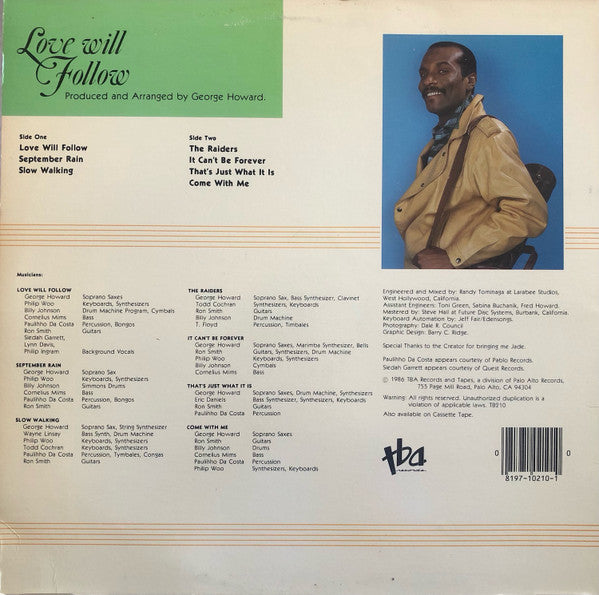 Love will
Follow
Produced and Arranged by George Howard.
Side One
Love Will Follow
September Rain
Slow Walking
Side Two
The Raiders
It Can't Be Forever
That's Just What It Is
Come With Me
Musicians:
LOVE WILL FOLLOW
George Howard Soprano Saxes
Philip Woo Keyboards, Synthesizers
Billy Johnson Drum Machine Program, Cymbals
Cornelius Mims Bass
Paulinho Da Costa Percussion, Bongos
Ron Smith Guitars
Siedah Garrett,
Lynn Davis,
Philip Ingram Background Vocals
SEPTEMBER RAIN
George Howard Soprano Sax
Philip Woo Keyboards, Synthesizers
Billy Johnson Simmons Drums
Cornelius Mims Bass
Paulinho Da Costa Percussion, Bongos
Ron Smith Guitars
SLOW WALKING
George Howard Soprano Sax, String Synthesizer
Wayne Linsay Bass Synth, Drum Machine
Philip Woo Keyboards, Synthesizers
Todd Cochran Keyboards, Synthesizers
Paulinho Da Costa Percussion, Tymbales, Congas
Ron Smith Guitars
THE RAIDERS
George Howard Soprano Sax, Bass Synthesizer, Clavinet
Todd Cochran Synthesizers, Keyboards
Ron Smith Guitars
Billy Johnson Drum Machine
T. Floyd Percussion, Timbales
IT CAN'T BE FOREVER
George Howard Soprano Saxes, Marimba Synthesizer, Bells
Ron Smith Guitars, Synthesizers, Drum Machine
Philip Woo Keyboards, Synthesizers
Billy Johnson Cymbals
Cornelius Mims Bass
THAT'S JUST WHAT IT IS
George Howard Soprano Saxes, Drum Machine, Synthesizers
Eric Daniels Bass Synthesizer, Synthesizers, Keyboards
Ron Smith Guitars
Paulinho Da Costa Percussion
COME WITH ME
George Howard Soprano Saxes
Ron Smith Guitars
Billy Johnson Drums
Cornelius Mims Bass
Paulinho Da Costa Percussion
Philip Woo Synthesizers, Keyboards
Engineered and Mixed by: Randy Tominaga at Larabee Studios,
West Hollywood, California.
Assistant Engineers: Toni Green, Sabina Buchanik, Fred Howard.
Mastered by: Steve Hall at Future Disc Systems, Burbank, California.
Keyboard Automation by: Jeff Fair/Edensongs.
Photography: Dale R. Council
Graphic Design: Barry C. Ridge.
Special Thanks to the Creator for bringing me Jade.
Paulinho Da Costa appears courtesy of Pablo Records.
Siedah Garrett appears courtesy of Quest Records.
© 1986 TBA Records and Tapes, a division of Palo Alto Records,
755 Page Mill Road, Palo Alto, CA 94304
Warning: All rights reserved. Unauthorized duplication is a
violation of applicable laws. TB210
Also available on Cassette Tape.
tba
records
0 0
8197-10210-1